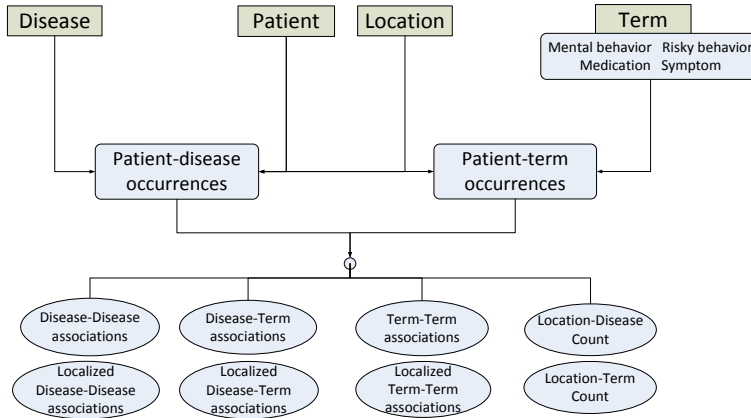 Disease
Patient
Location
Term
Mental behavior Risky behavior
Medication Symptom
Patient-disease
occurrences
Patient-term
occurrences
Disease-Disease
associations
Disease-Term
associations
Term-Term
associations
Location-Disease
Count
Localized
Disease-Disease
associations
Localized
Disease-Term
associations
Localized
Term-Term
associations
Location-Term
Count